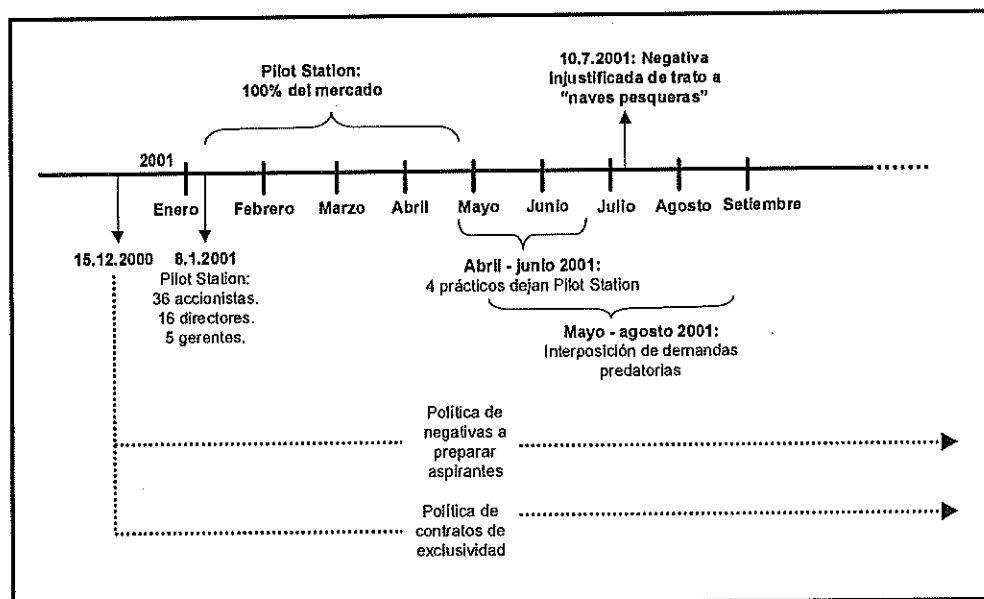 Pilot Station:
100% del mercado
10.7.2001: Negativa
injustificada de trato a
"naves pesqueras"
2001
Enero
Febrero
Marzo
Abril
Mayo
Junio
Julio
Agosto
Setiembre
15.12.2000
8.1.2001
Pilot Station:
36 accionistas.
16 directores.
5 gerentes.
Abril - junio 2001:
4 prácticos dejan Pilot Station
Mayo - agosto 2001:
Interposición de demandas
predatorias
Política de
negativas a
preparar
aspirantes
Política de
contratos de
exclusividad